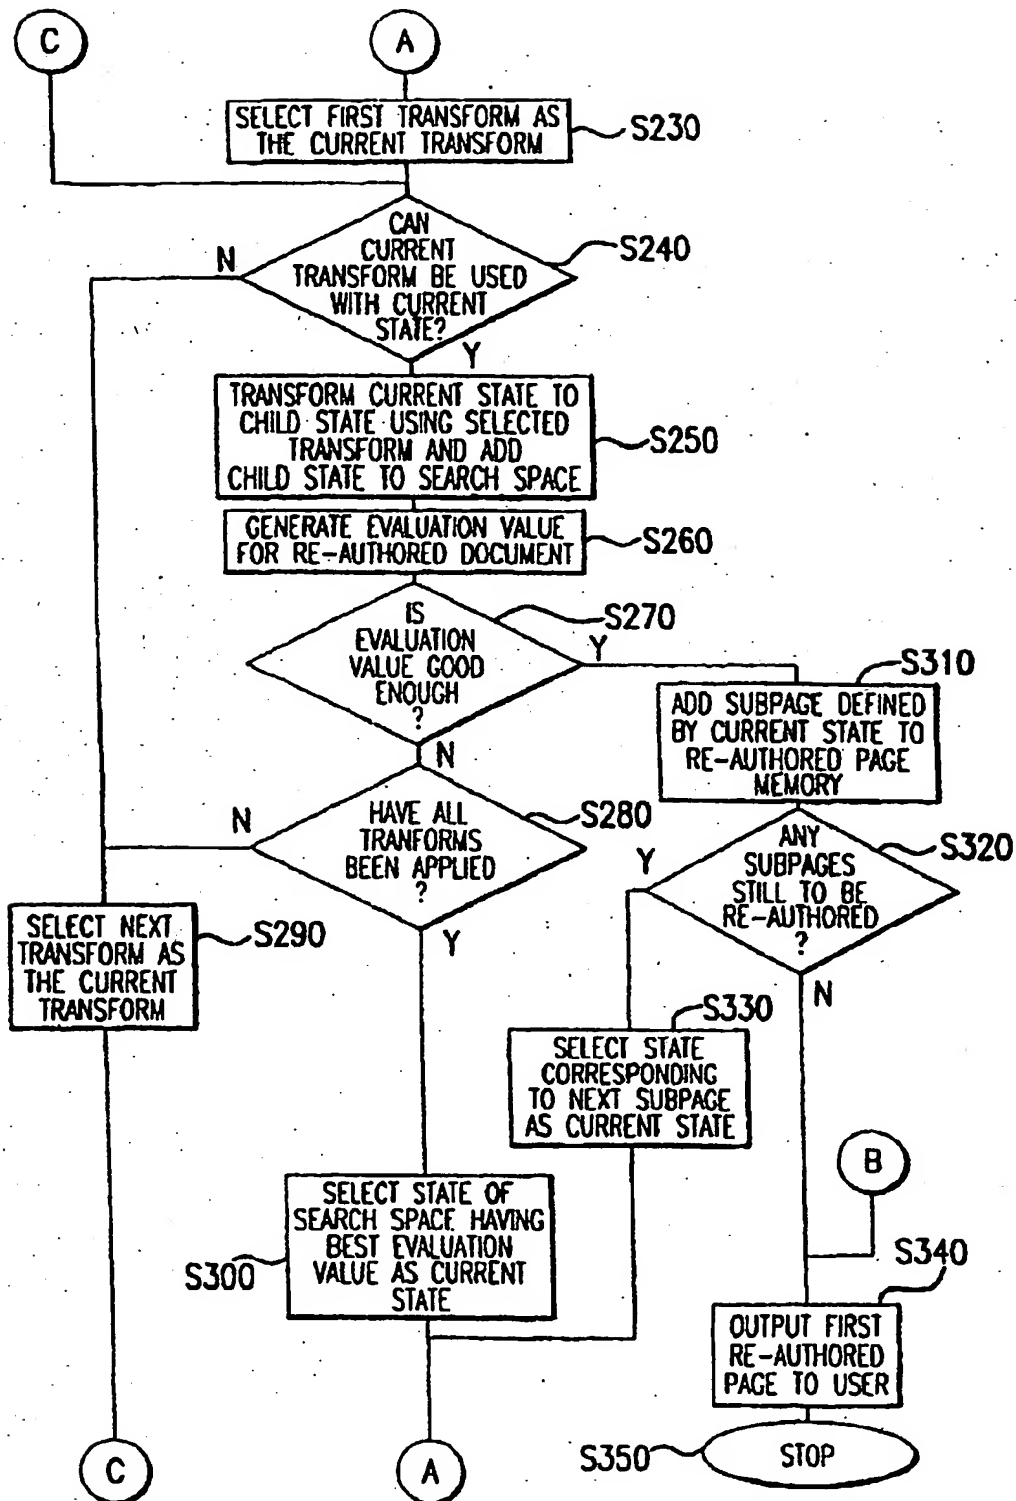 C
A
SELECT FIRST TRANSFORM AS
THE CURRENT TRANSFORM
S230
CAN
CURRENT
TRANSFORM BE USED
WITH CURRENT
STATE?
S240
N
Y
TRANSFORM CURRENT STATE TO
CHILD STATE USING SELECTED
TRANSFORM AND ADD
CHILD STATE TO SEARCH SPACE
S250
GENERATE EVALUATION VALUE
FOR RE-AUTHORED DOCUMENT
S260
IS
EVALUATION
VALUE GOOD
ENOUGH
?
S270
Y
N
S310
ADD SUBPAGE DEFINED
BY CURRENT STATE TO
RE-AUTHORED PAGE
MEMORY
HAVE ALL
TRANFORMS
BEEN APPLIED
?
S280
N
Y
ANY
SUBPAGES
STILL TO BE
RE-AUTHORED
?
S320
Y
N
SELECT NEXT
TRANSFORM AS
THE CURRENT
TRANSFORM
S290
S330
SELECT STATE
CORRESPONDING
TO NEXT SUBPAGE
AS CURRENT STATE
B
SELECT STATE OF
SEARCH SPACE HAVING
BEST EVALUATION
VALUE AS CURRENT
STATE
S300
S340
OUTPUT FIRST
RE-AUTHORED
PAGE TO USER
C
A
S350
STOP